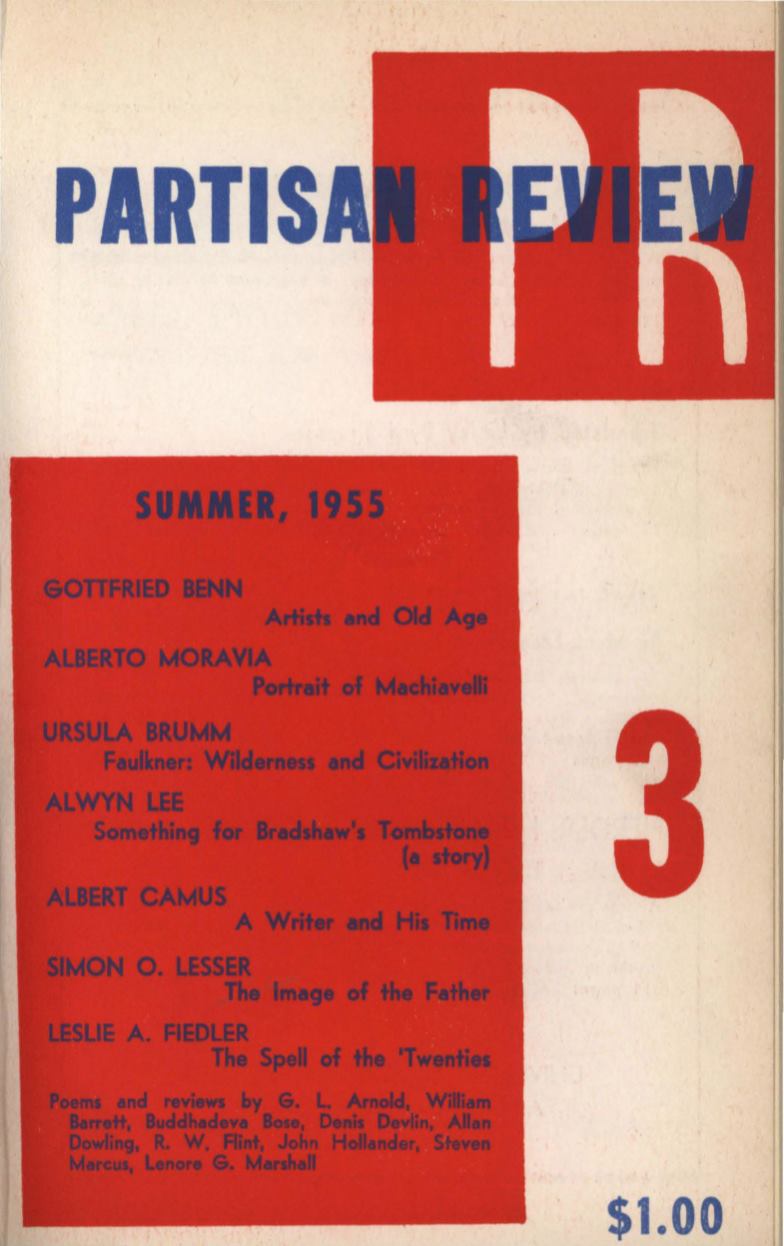 PR
PARTISAN REVIEW
SUMMER, 1955
GOTTFRIED BENN
Artists and Old Age
ALBERTO MORAVIA
Portrait of Machiavelli
URSULA BRUMM
Faulkner: Wilderness and Civilization
ALWYN LEE
Something for Bradshaw's Tombstone
(a story)
ALBERT CAMUS
A Writer and His Time
SIMON O. LESSER
The Image of the Father
LESLIE A. FIEDLER
The Spell of the 'Twenties
Poems and reviews by G. L. Arnold, William
Barrett, Buddhadeva Bose, Denis Devlin, Allan
Dowling, R. W. Flint, John Hollander, Steven
Marcus, Lenore G. Marshall
3
$1.00